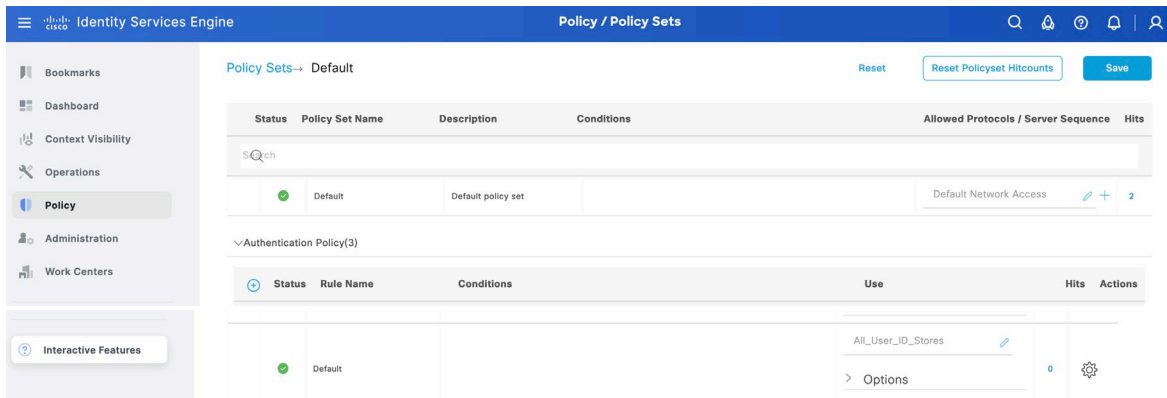 cisco Identity Services Engine
Policy / Policy Sets
Bookmarks
Dashboard
Context Visibility
Operations
Policy
Administration
Work Centers
Interactive Features
Policy Sets→ Default
Reset
Reset Policyset Hitcounts
Save
Status Policy Set Name Description Conditions Allowed Protocols / Server Sequence Hits
Search
Default Default policy set Default Network Access 2
Authentication Policy(3)
Status Rule Name Conditions Use Hits Actions
All_User_ID_Stores
Default 0
Options